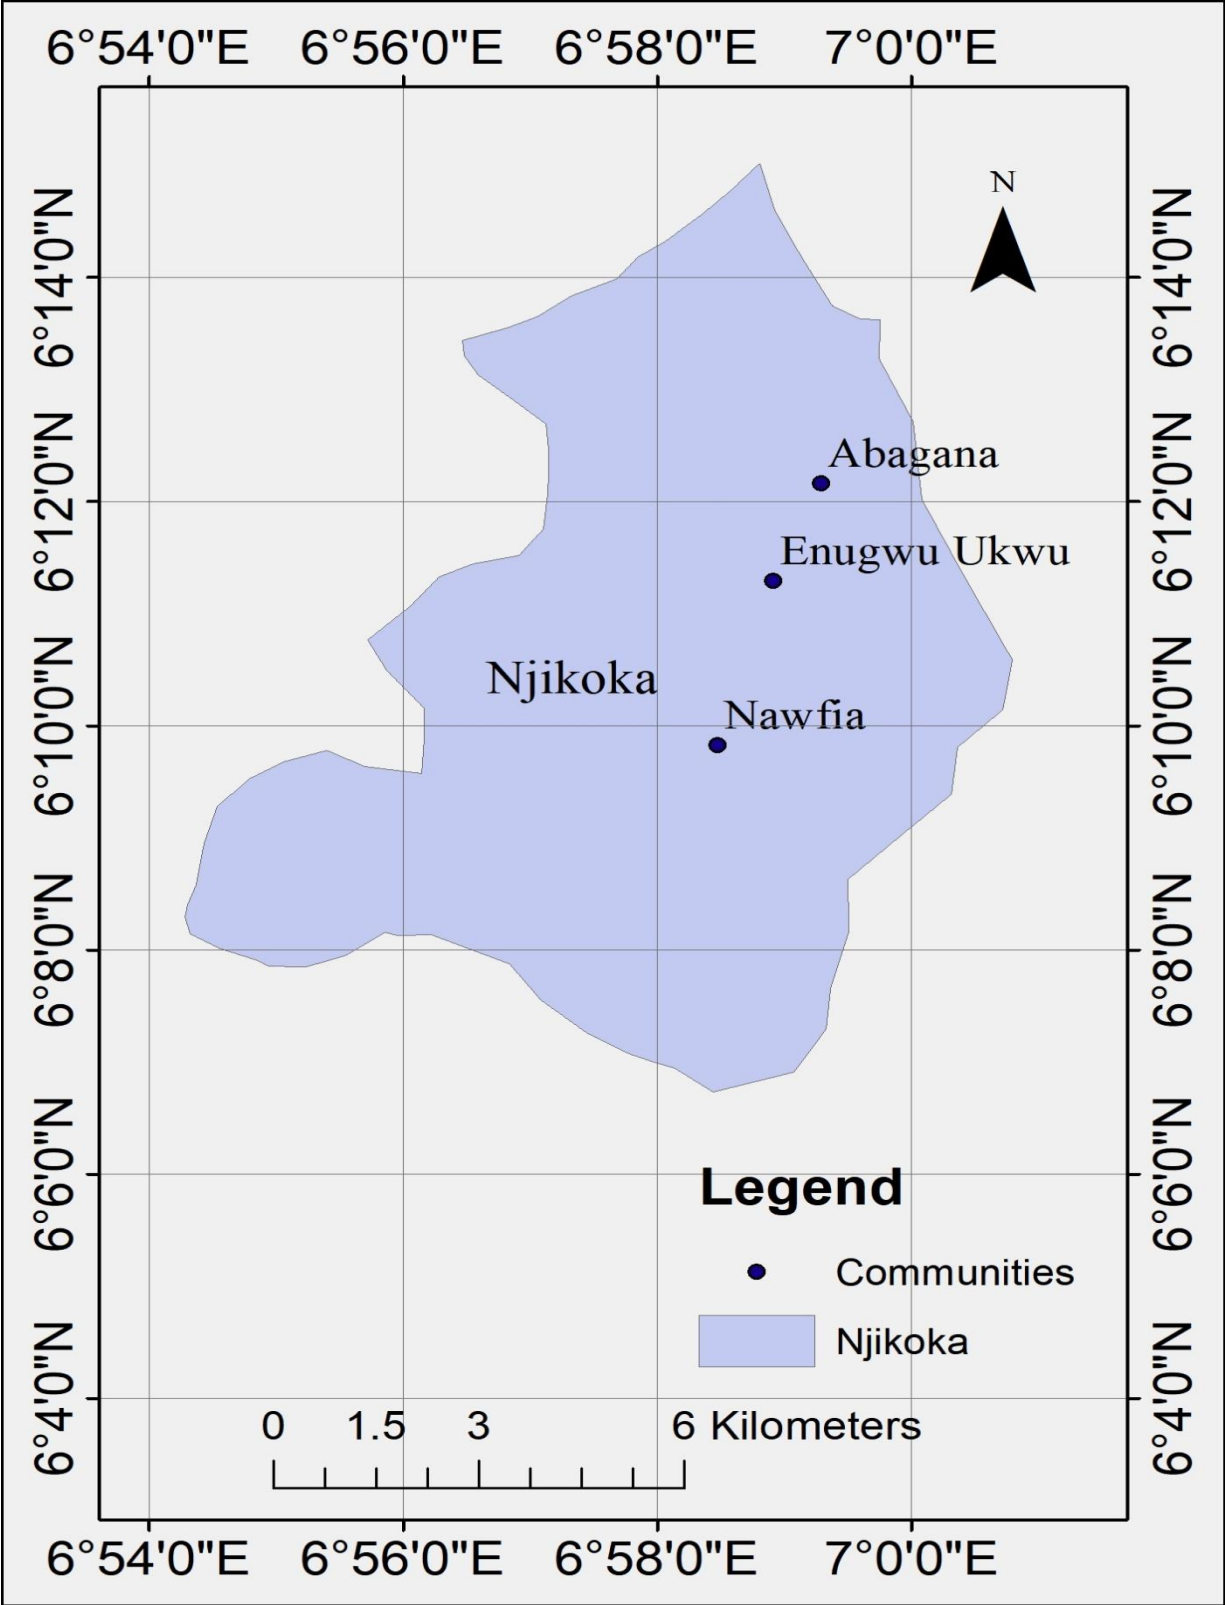 6°54'0"E 6°56'0"E 6°58'0"E 7°0'0"E
N
6°14'0"N 6°14'0"N
Abagana
6°12'0"N 6°12'0"N
Enugwu Ukwu
Njikoka
Nawfia
6°10'0"N 6°10'0"N
6°8'0"N 6°8'0"N
6°6'0"N 6°6'0"N
Legend
Communities
Njikoka
6°4'0"N 6°4'0"N
0 1.5 3 6 Kilometers
6°54'0"E 6°56'0"E 6°58'0"E 7°0'0"E